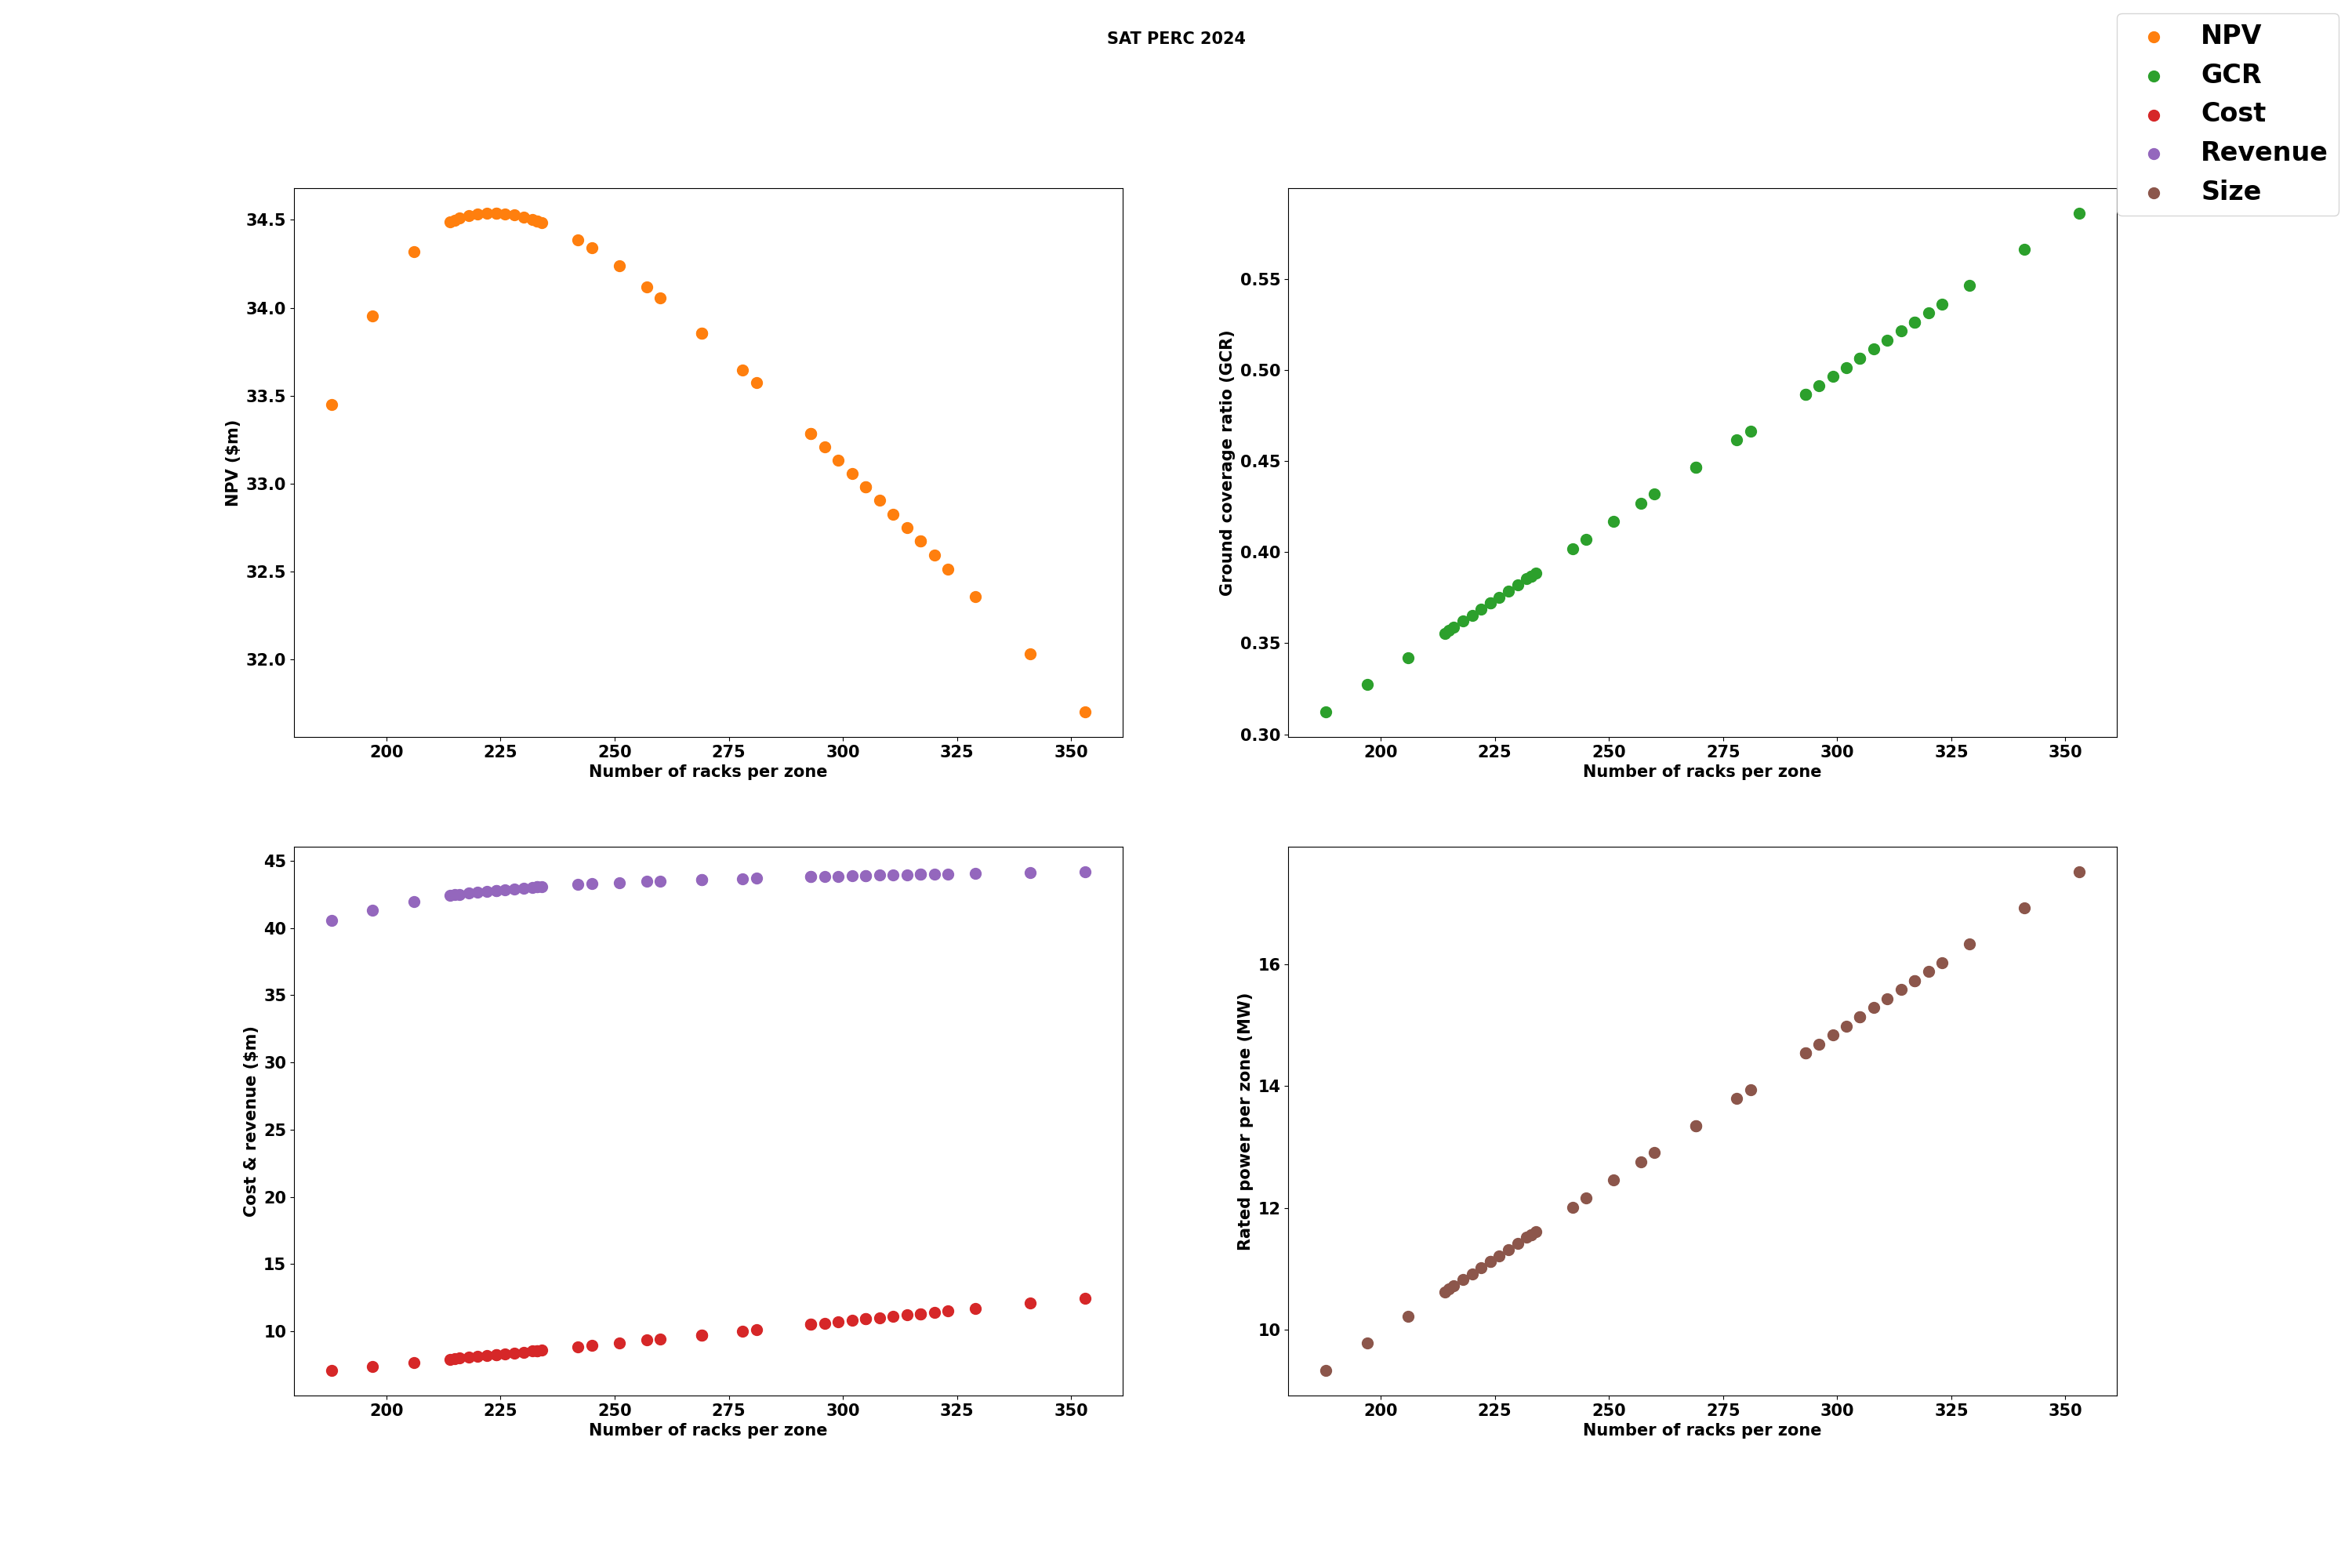 SAT PERC 2024
NPV
GCR
Cost
Revenue
Size
NPV ($m)
34.5
34.0
33.5
33.0
32.5
32.0
200 225 250 275 300 325 350
Number of racks per zone
Ground coverage ratio (GCR)
0.55
0.50
0.45
0.40
0.35
0.30
200 225 250 275 300 325 350
Number of racks per zone
Cost & revenue ($m)
45
40
35
30
25
20
15
10
200 225 250 275 300 325 350
Number of racks per zone
Rated power per zone (MW)
16
14
12
10
200 225 250 275 300 325 350
Number of racks per zone